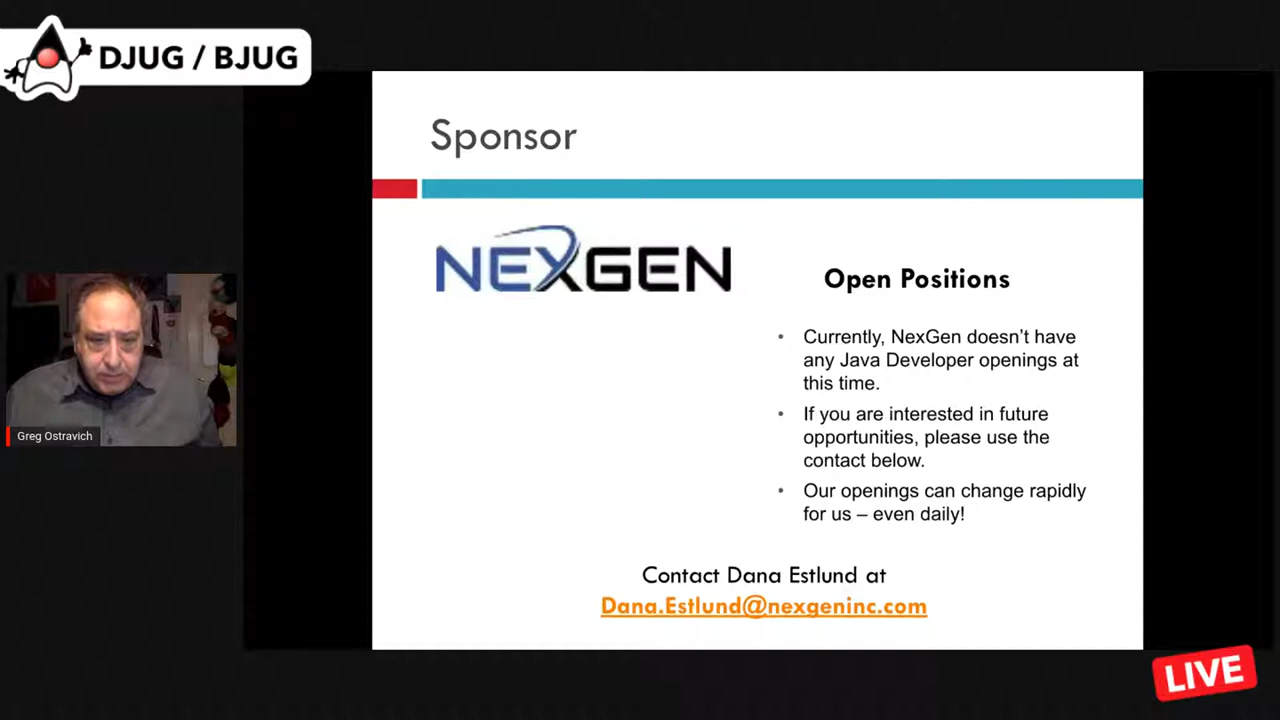 DJUG / BJUG
Sponsor
NEXGEN
Open Positions
• Currently, NexGen doesn’t have
any Java Developer openings at
this time.
• If you are interested in future
opportunities, please use the
contact below.
• Our openings can change rapidly
for us – even daily!
Contact Dana Estlund at
Dana.Estlund@nexgeninc.com
Greg Ostravich
LIVE